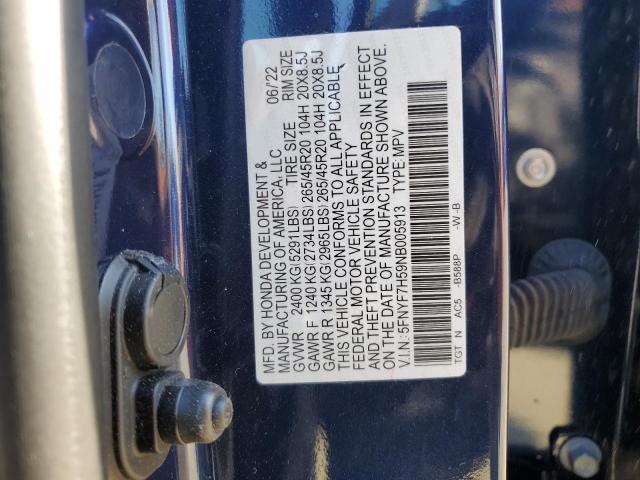 MFD. BY HONDA DEVELOPMENT &
MANUFACTURING OF AMERICA, LLC 06/'22
GVWR 2400 KG(5291LBS) TIRE SIZE RIM SIZE
GAWR F 1240 KG(2734LBS) 265/45R20 104H 20X8.5J
GAWR R 1345 KG(2965LBS) 265/45R20 104H 20X8.5J
THIS VEHICLE CONFORMS TO ALL APPLICABLE
FEDERAL MOTOR VEHICLE SAFETY
AND THEFT PREVENTION STANDARDS IN EFFECT
ON THE DATE OF MANUFACTURE SHOWN ABOVE.
V.I.N.: 5FNYF7H59NB005913 TYPE: MPV
TGT N AC5 -B588P -W-B